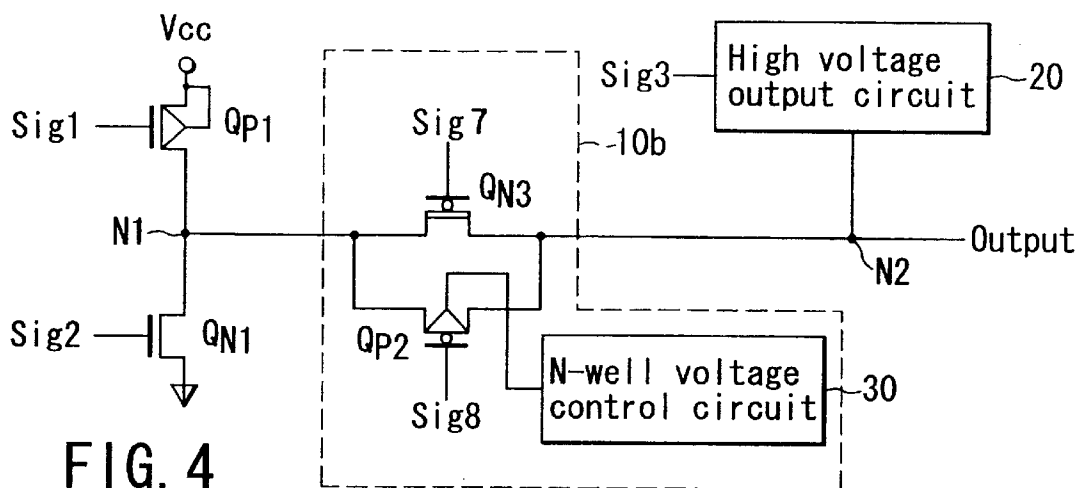 Vcc
Sig1
QP1
N1
Sig2
QN1
Sig7
QN3
10b
QP2
Sig8
N-well voltage
control circuit
30
Sig3
High voltage
output circuit
20
N2
Output
FIG. 4